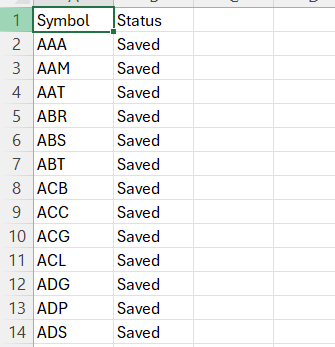 1 Symbol Status
2 AAA Saved
3 AAM Saved
4 AAT Saved
5 ABR Saved
6 ABS Saved
7 ABT Saved
8 ACB Saved
9 ACC Saved
10 ACG Saved
11 ACL Saved
12 ADG Saved
13 ADP Saved
14 ADS Saved